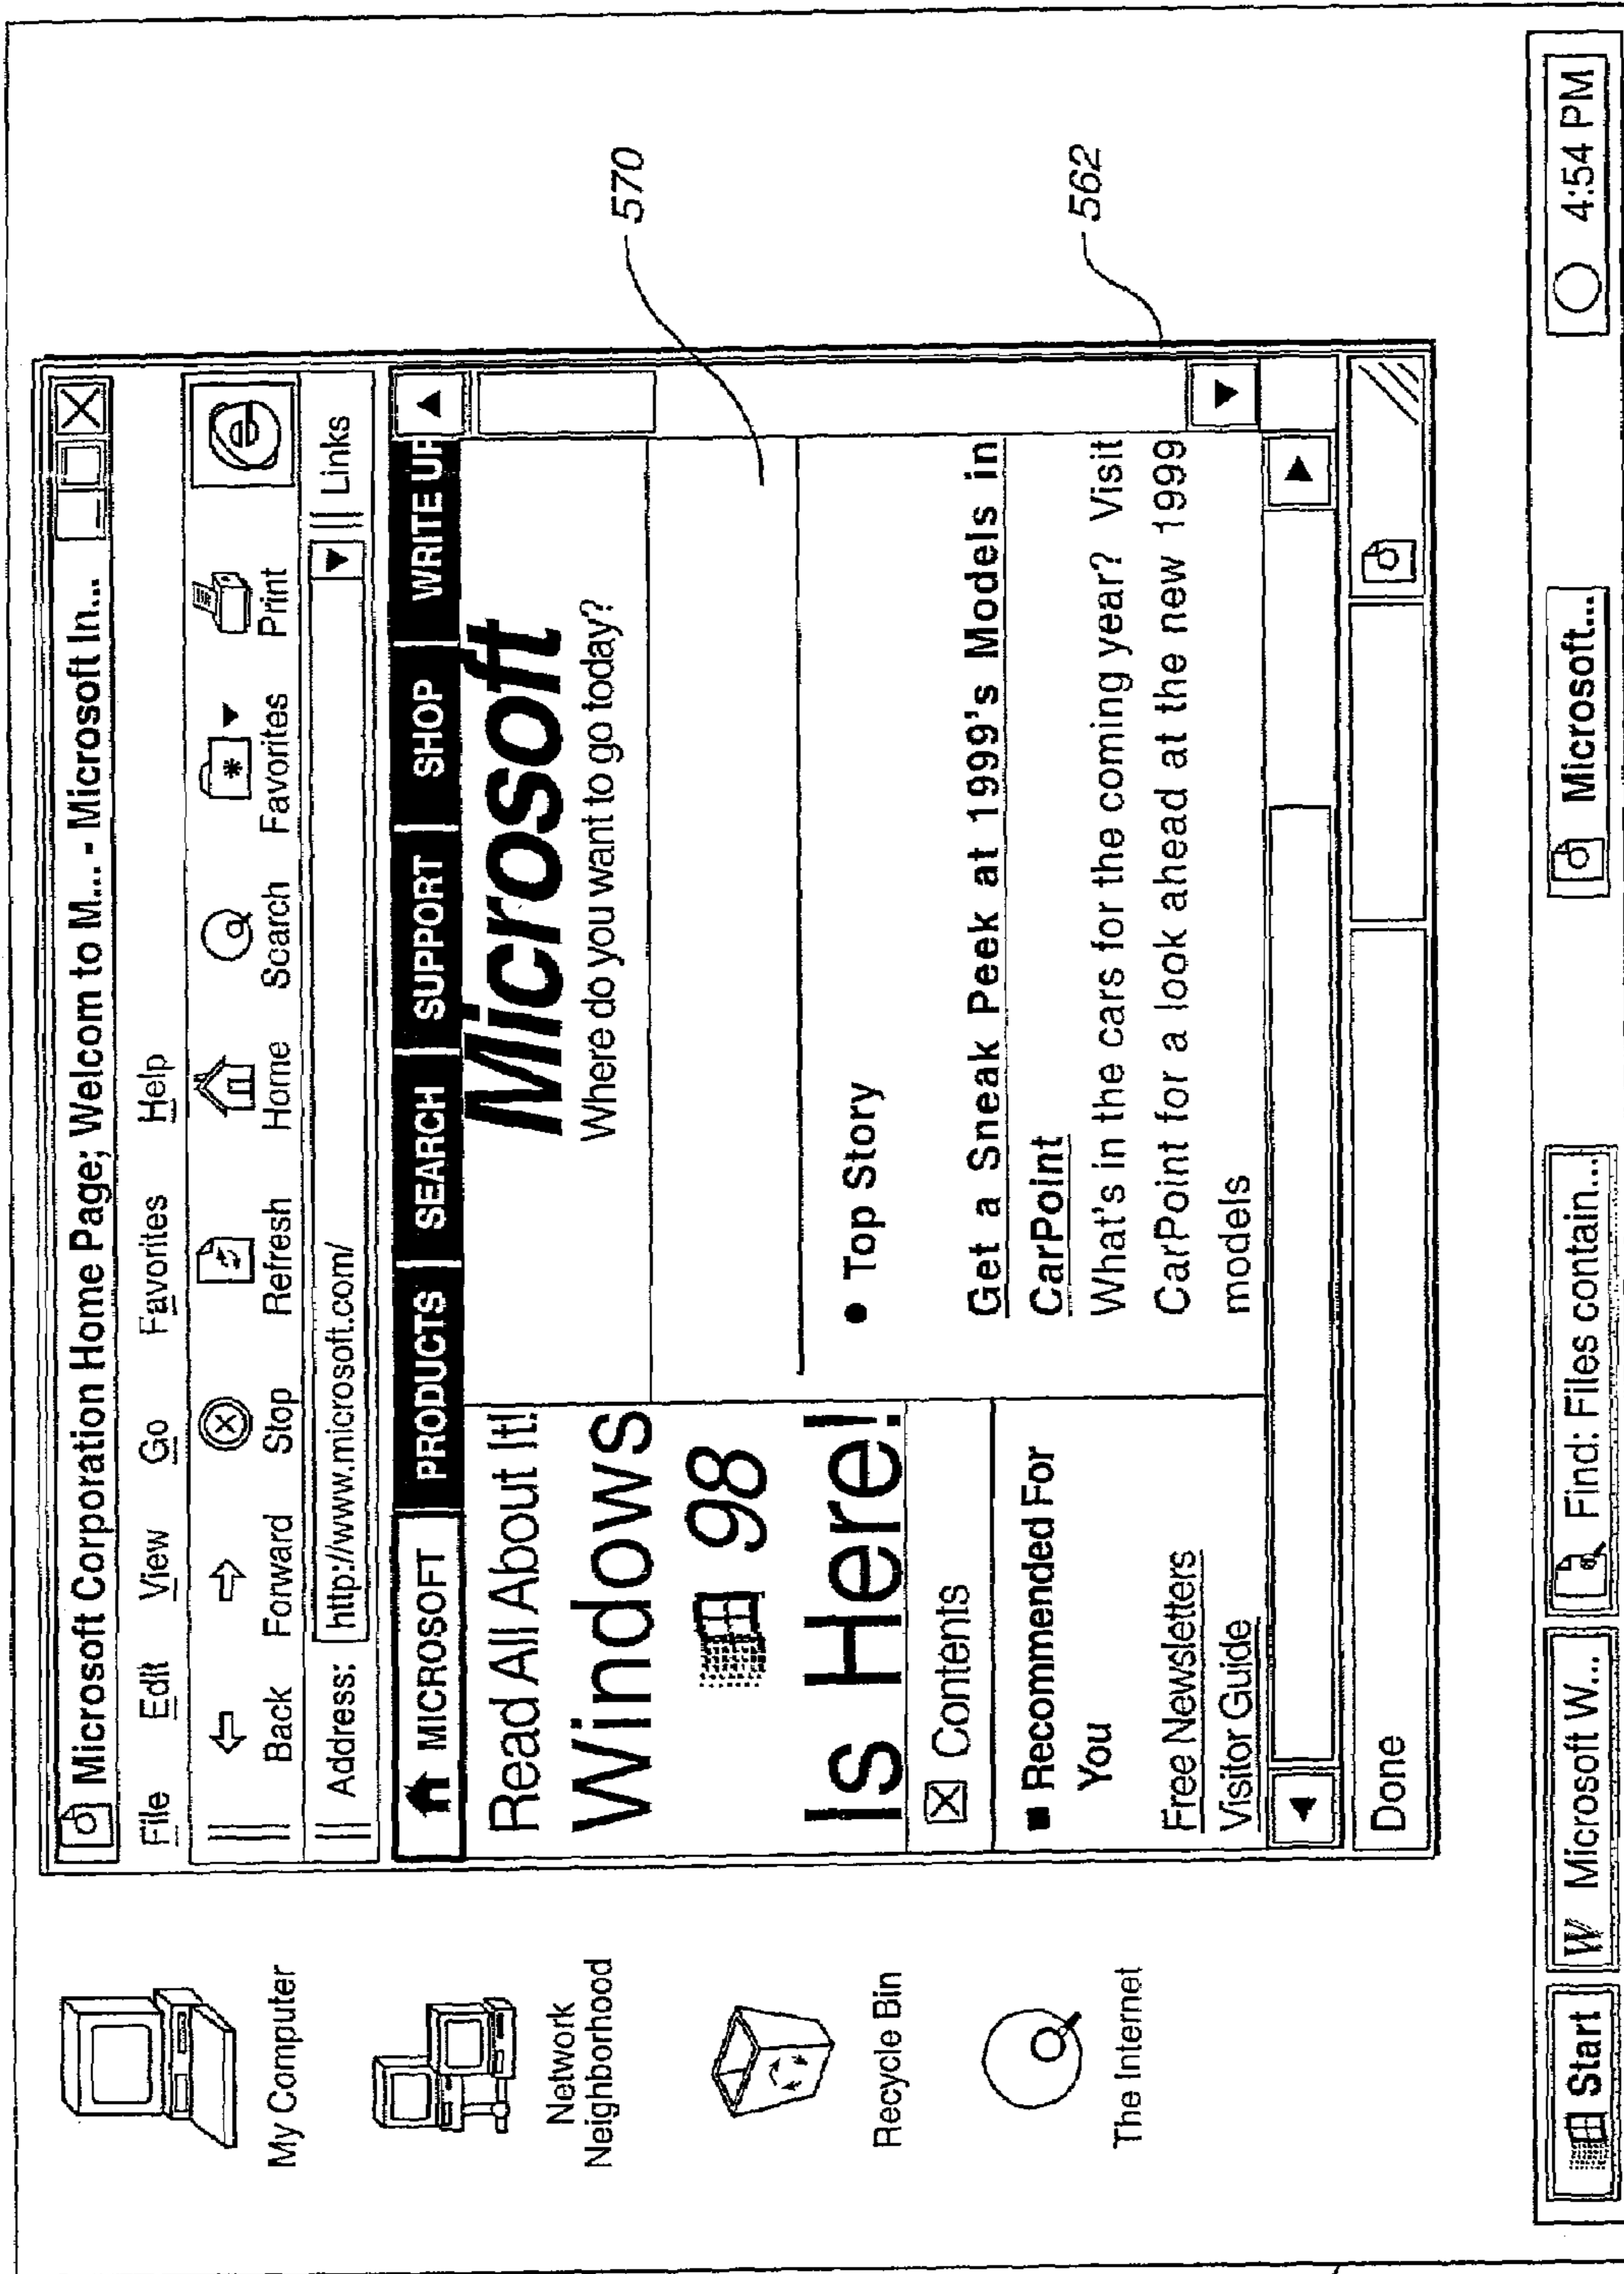 Microsoft Corporation Home Page; Welcom to M... - Microsoft In...
File Edit View Go Favorites Help
Back Forward Stop Refresh Home Search Favorites Print
Address: http://www.microsoft.com/ Links
MICROSOFT PRODUCTS SEARCH SUPPORT SHOP WRITE UP
Read All About It!
Windows
98
Is Here!
Contents
Recommended For
You
Free Newsletters
Visitor Guide
Microsoft
Where do you want to go today?
• Top Story
Get a Sneak Peek at 1999's Models in
CarPoint
What's in the cars for the coming year? Visit
CarPoint for a look ahead at the new 1999
models
Done
My Computer
Network
Neighborhood
Recycle Bin
The Internet
570
562
Start W Microsoft W... Find: Files contain... Microsoft... 4:54 PM